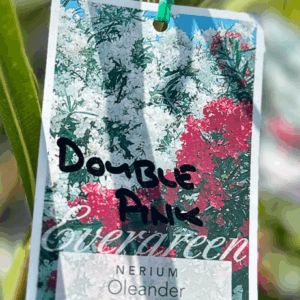 DOUBLE
PINK
Evergreen
NERIUM
Oleander